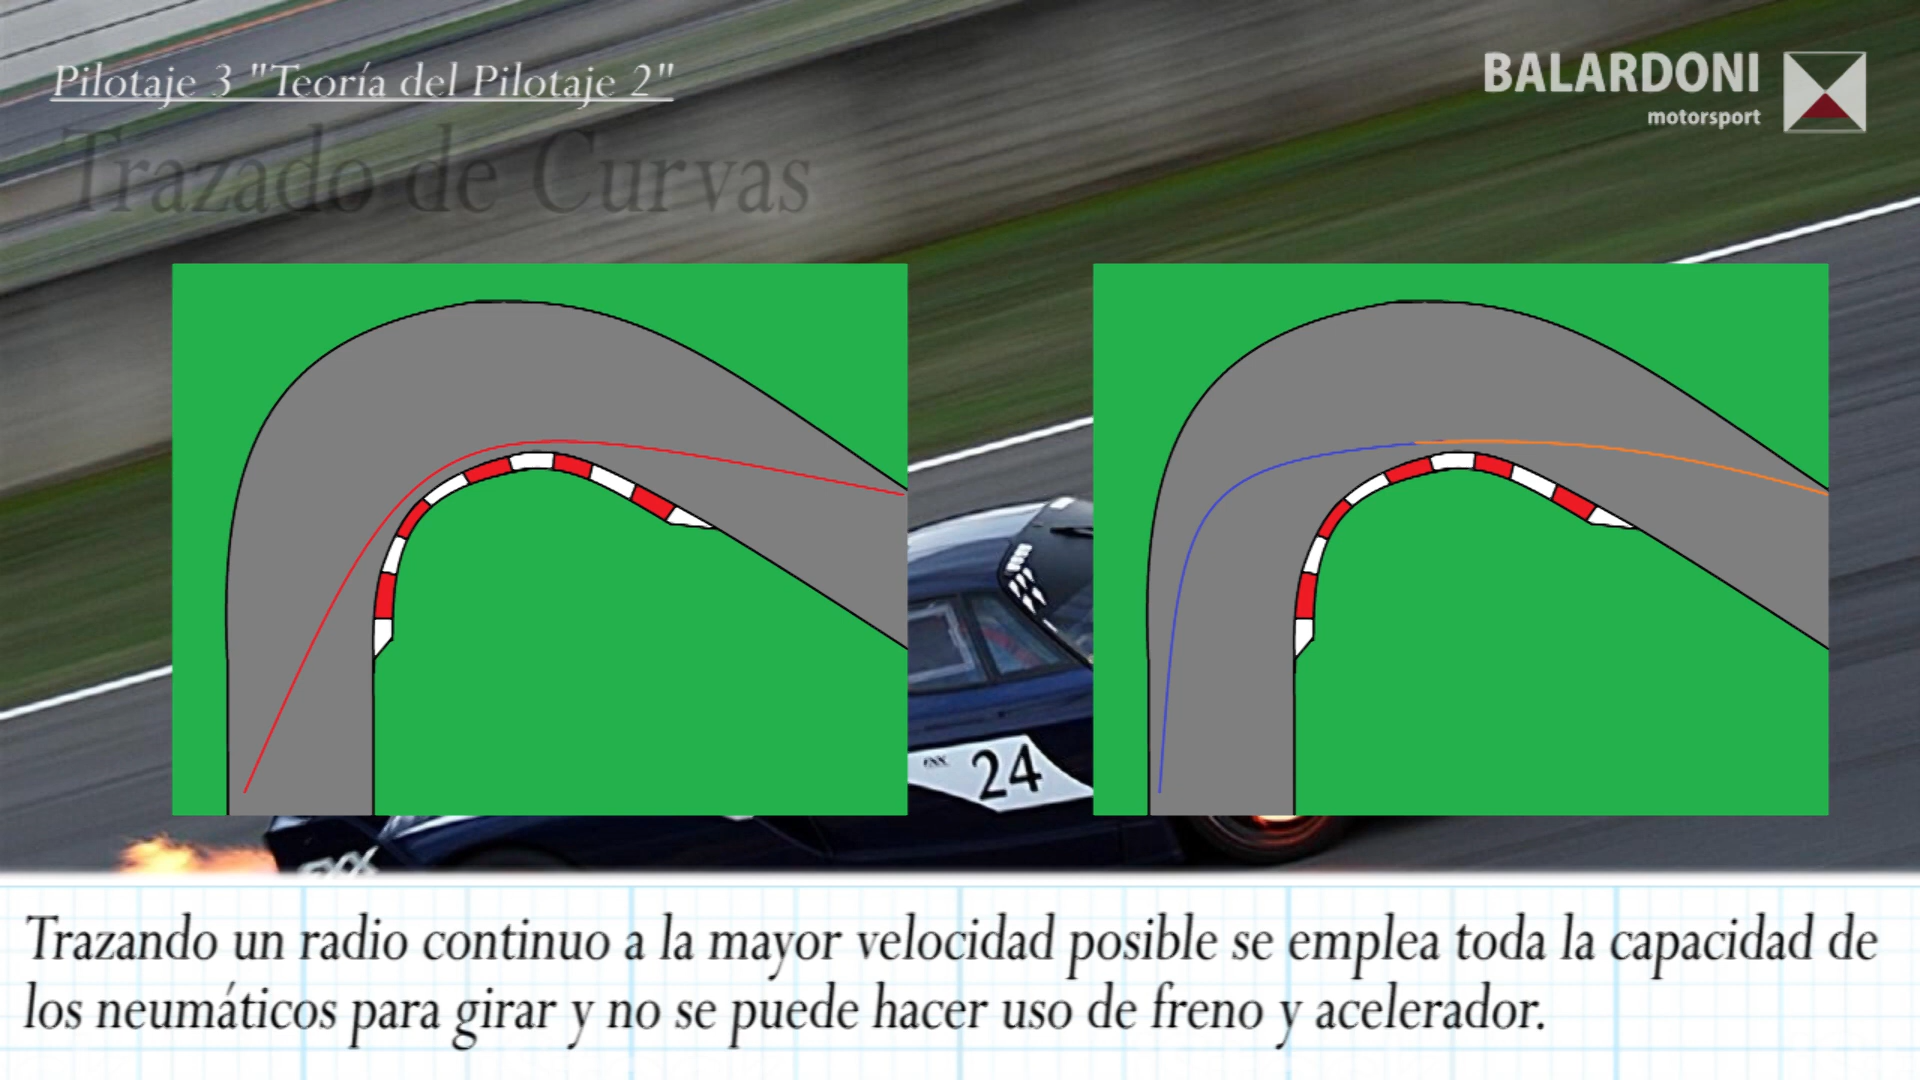 Pilotaje 3 "Teoría del Pilotaje 2"
BALARDONI
motorsport
Trazado de Curvas
24
Trazando un radio continuo a la mayor velocidad posible se emplea toda la capacidad de
los neumáticos para girar y no se puede hacer uso de freno y acelerador.